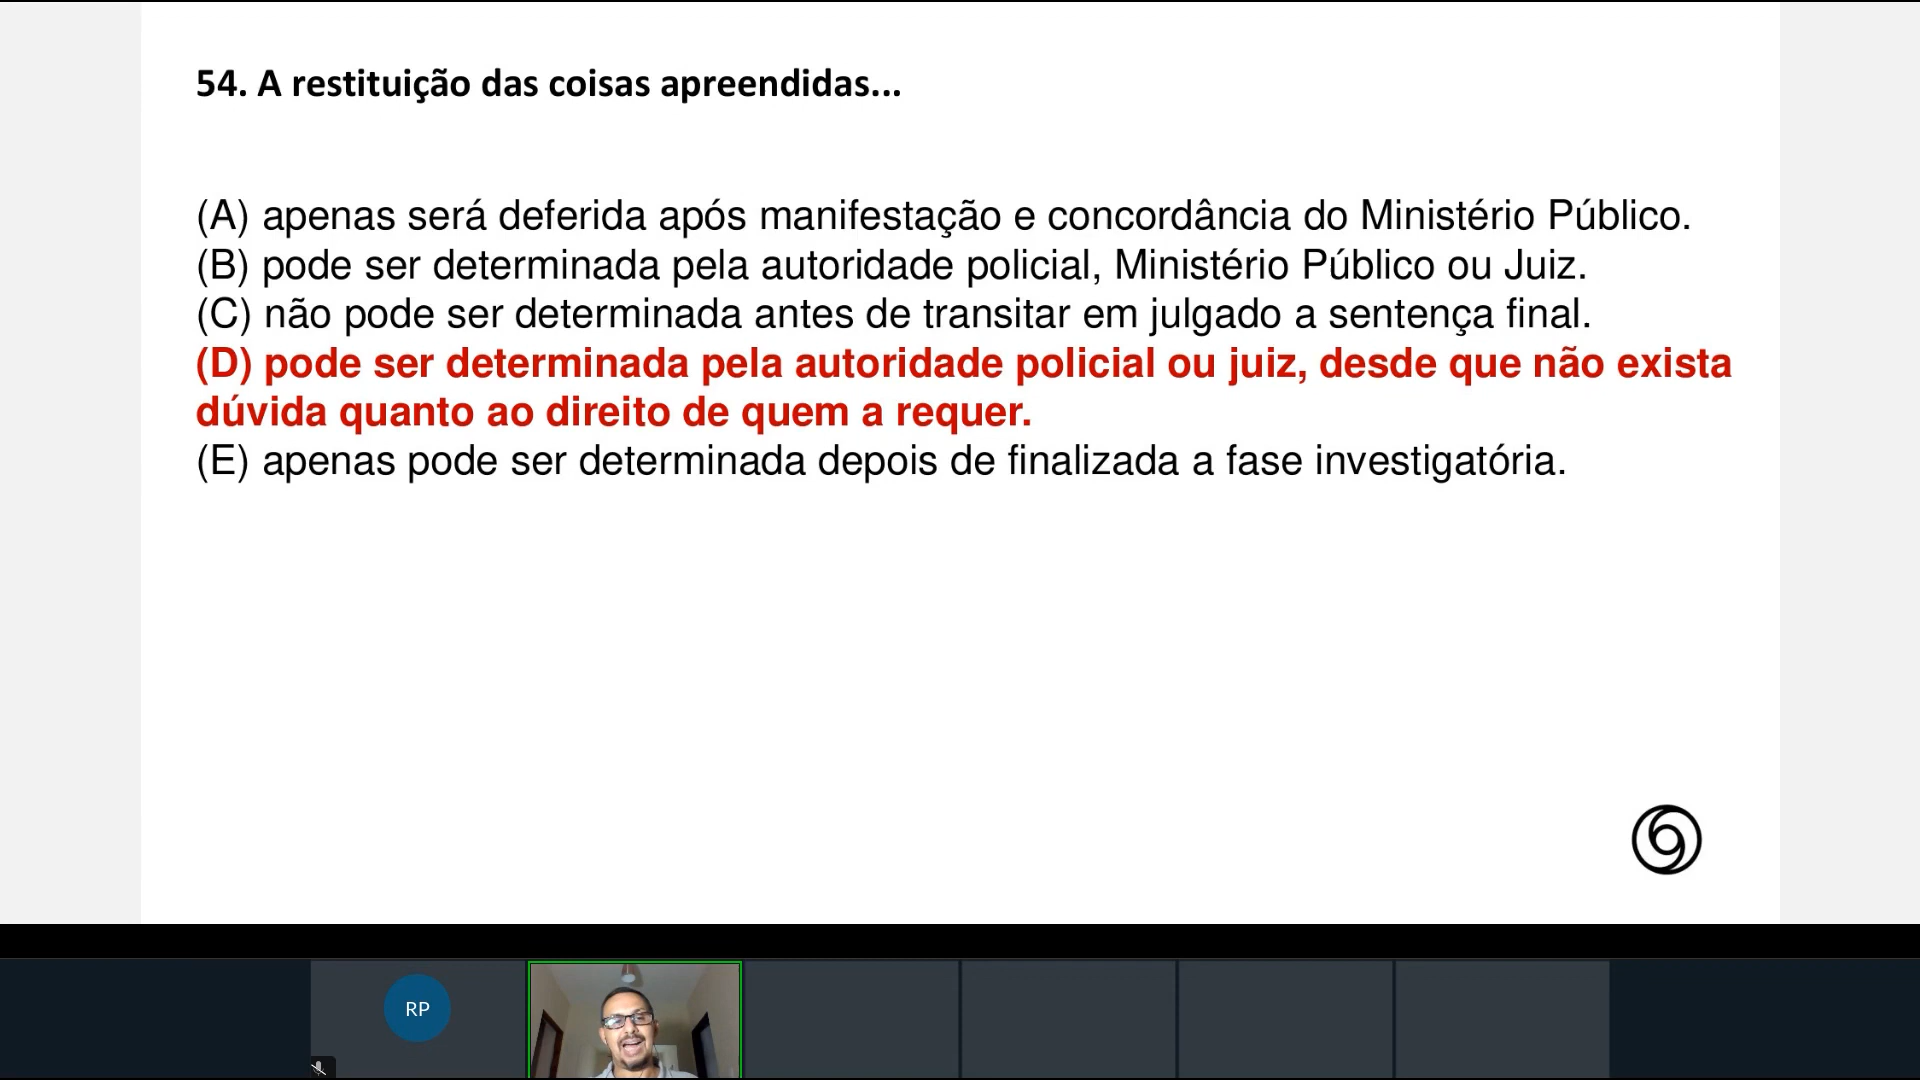 54. A restituição das coisas apreendidas...
(A) apenas será deferida após manifestação e concordância do Ministério Público.
(B) pode ser determinada pela autoridade policial, Ministério Público ou Juiz.
(C) não pode ser determinada antes de transitar em julgado a sentença final.
(D) pode ser determinada pela autoridade policial ou juiz, desde que não exista
dúvida quanto ao direito de quem a requer.
(E) apenas pode ser determinada depois de finalizada a fase investigatória.
RP